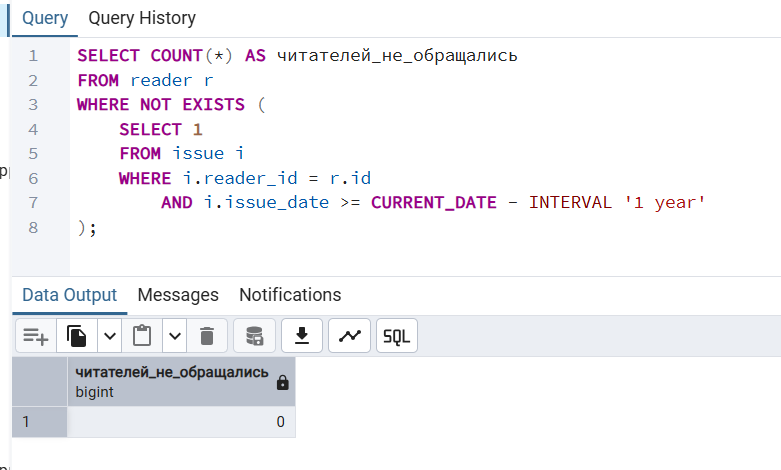 Query Query History
1 SELECT COUNT(*) AS читателей_не_обращались
2 FROM reader r
3 WHERE NOT EXISTS (
4 SELECT 1
5 FROM issue i
6 WHERE i.reader_id = r.id
7 AND i.issue_date >= CURRENT_DATE - INTERVAL '1 year'
8 );
Data Output Messages Notifications
SQL
читателей_не_обращались
bigint
1 0